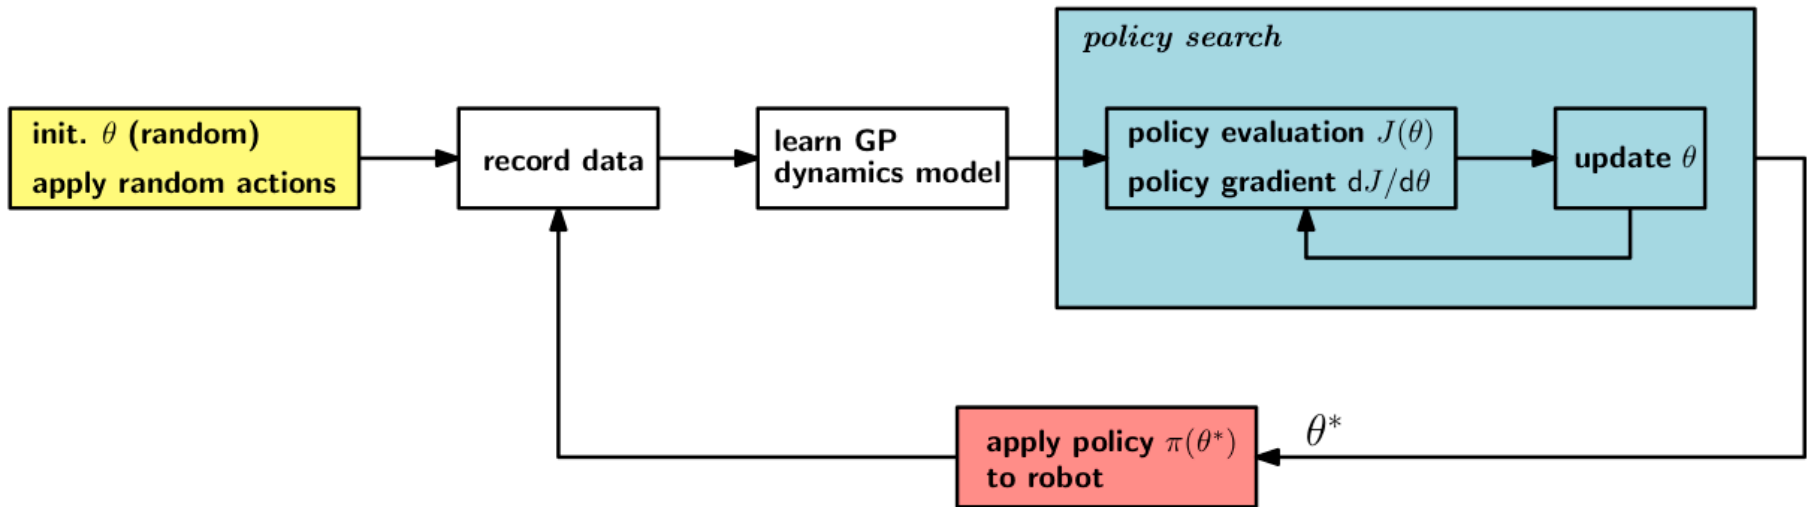 policy search
init. θ (random)
apply random actions
record data
learn GP
dynamics model
policy evaluation J(θ)
policy gradient dJ/dθ
update θ
apply policy π(θ*)
to robot
θ*